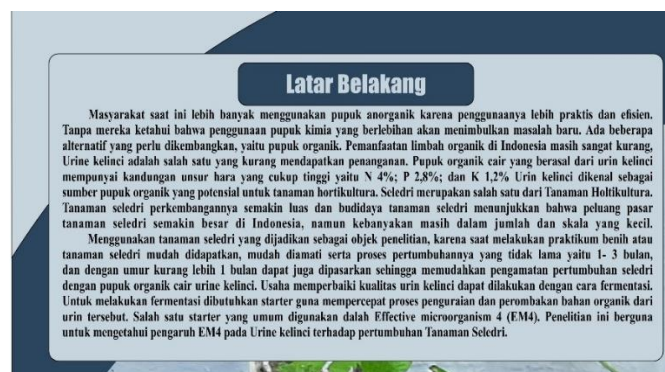 Latar Belakang
Masyarakat saat ini lebih banyak menggunakan pupuk anorganik karena penggunaanya lebih praktis dan efisien.
Tanpa mereka ketahui bahwa penggunaan pupuk kimia yang berlebihan akan menimbulkan masalah baru. Ada beberapa
alternatif yang perlu dikembangkan, yaitu pupuk organik. Pemanfaatan limbah organik di Indonesia masih sangat kurang,
Urine kelinci adalah salah satu yang kurang mendapatkan penanganan. Pupuk organik cair yang berasal dari urin kelinci
mempunyai kandungan unsur hara yang cukup tinggi yaitu N 4%; P 2,8%; dan K 1,2% Urin kelinci dikenal sebagai
sumber pupuk organik yang potensial untuk tanaman hortikultura. Seledri merupakan salah satu dari Tanaman Holtikultura.
Tanaman seledri perkembangannya semakin luas dan budidaya tanaman seledri menunjukkan bahwa peluang pasar
tanaman seledri semakin besar di Indonesia, namun kebanyakan masih dalam jumlah dan skala yang kecil.
Menggunakan tanaman seledri yang dijadikan sebagai objek penelitian, karena saat melakukan praktikum benih atau
tanaman seledri mudah didapatkan, mudah diamati serta proses pertumbuhannya yang tidak lama yaitu 1- 3 bulan,
dan dengan umur kurang lebih 1 bulan dapat juga dipasarkan sehingga memudahkan pengamatan pertumbuhan seledri
dengan pupuk organik cair urine kelinci. Usaha memperbaiki kualitas urin kelinci dapat dilakukan dengan cara fermentasi.
Untuk melakukan fermentasi dibutuhkan starter guna mempercepat proses penguraian dan perombakan bahan organik dari
urin tersebut. Salah satu starter yang umum digunakan dalah Effective microorganism 4 (EM4). Penelitian ini berguna
untuk mengetahui pengaruh EM4 pada Urine kelinci terhadap pertumbuhan Tanaman Seledri.